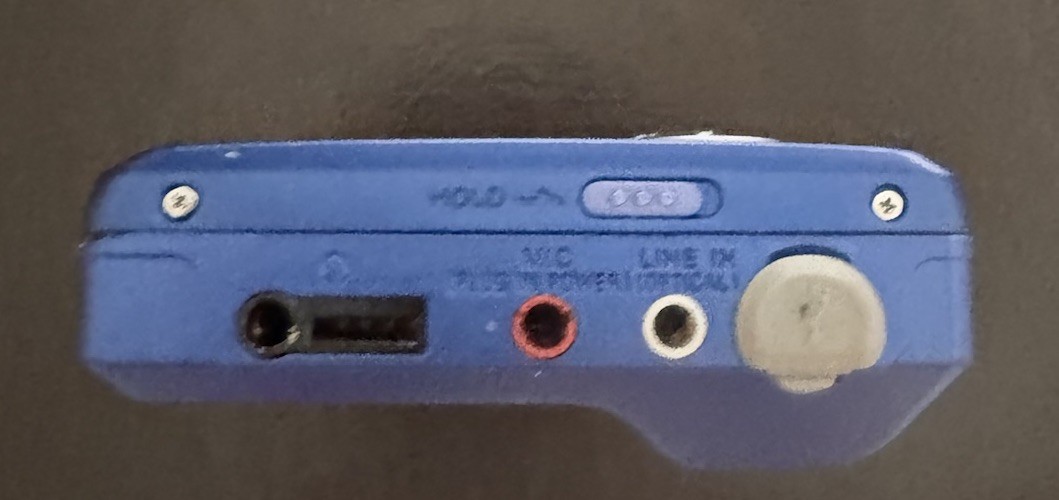 HOLD
MIC
(PLUG IN POWER)
LINE IN
(OPTICAL)